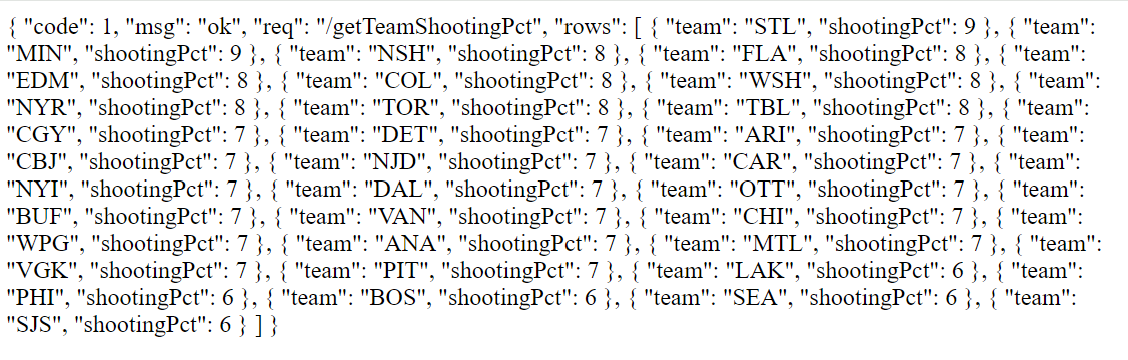 { "code": 1, "msg": "ok", "req": "/getTeamShootingPct", "rows": [ { "team": "STL", "shootingPct": 9 }, { "team":
"MIN", "shootingPct": 9 }, { "team": "NSH", "shootingPct": 8 }, { "team": "FLA", "shootingPct": 8 }, { "team":
"EDM", "shootingPct": 8 }, { "team": "COL", "shootingPct": 8 }, { "team": "WSH", "shootingPct": 8 }, { "team":
"NYR", "shootingPct": 8 }, { "team": "TOR", "shootingPct": 8 }, { "team": "TBL", "shootingPct": 8 }, { "team":
"CGY", "shootingPct": 7 }, { "team": "DET", "shootingPct": 7 }, { "team": "ARI", "shootingPct": 7 }, { "team":
"CBJ", "shootingPct": 7 }, { "team": "NJD", "shootingPct": 7 }, { "team": "CAR", "shootingPct": 7 }, { "team":
"NYI", "shootingPct": 7 }, { "team": "DAL", "shootingPct": 7 }, { "team": "OTT", "shootingPct": 7 }, { "team":
"BUF", "shootingPct": 7 }, { "team": "VAN", "shootingPct": 7 }, { "team": "CHI", "shootingPct": 7 }, { "team":
"WPG", "shootingPct": 7 }, { "team": "ANA", "shootingPct": 7 }, { "team": "MTL", "shootingPct": 7 }, { "team":
"VGK", "shootingPct": 7 }, { "team": "PIT", "shootingPct": 7 }, { "team": "LAK", "shootingPct": 6 }, { "team":
"PHI", "shootingPct": 6 }, { "team": "BOS", "shootingPct": 6 }, { "team": "SEA", "shootingPct": 6 }, { "team":
"SJS", "shootingPct": 6 } ] }